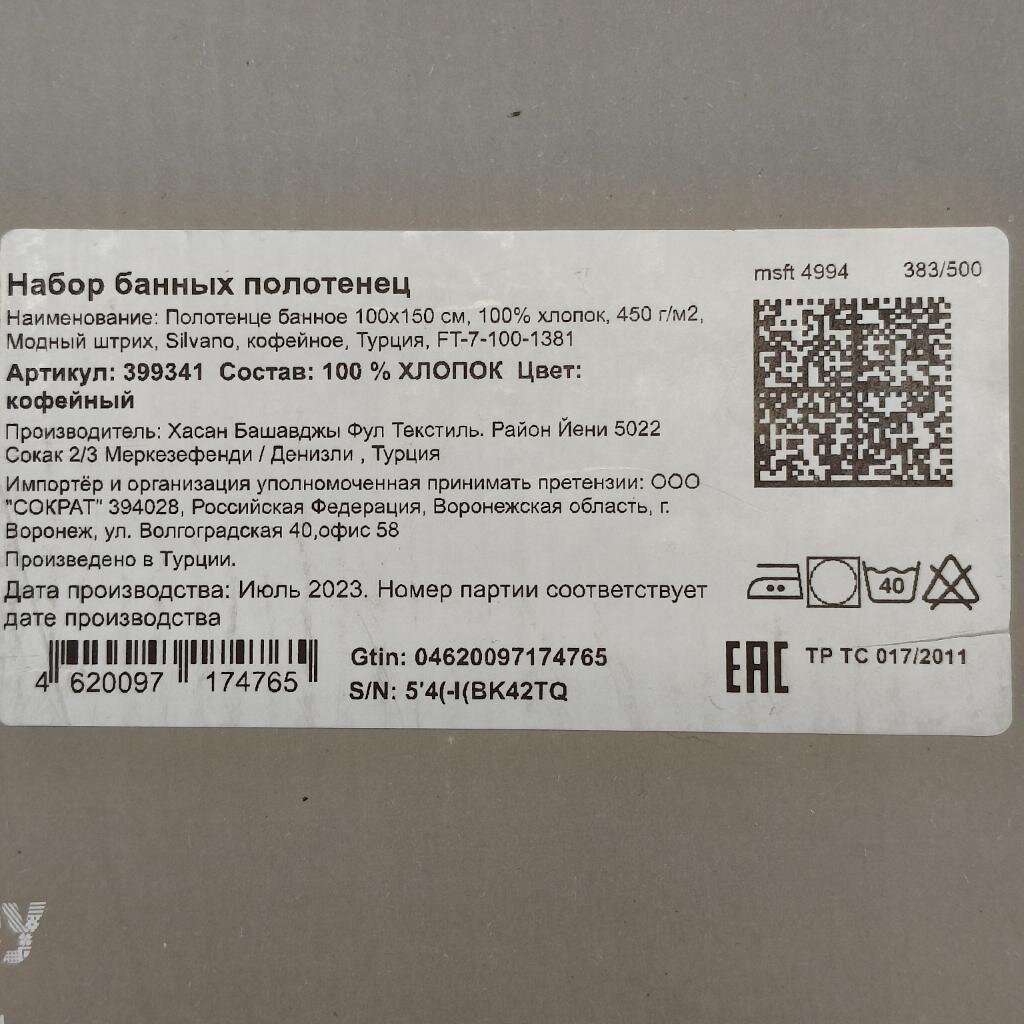 Набор банных полотенец
msft 4994 383/500
Наименование: Полотенце банное 100х150 см, 100% хлопок, 450 г/м2,
Модный штрих, Silvano, кофейное, Турция, FT-7-100-1381
Артикул: 399341 Состав: 100 % ХЛОПОК Цвет:
кофейный
Производитель: Хасан Башавджы Фул Текстиль. Район Йени 5022
Сокак 2/3 Меркезефенди / Денизли , Турция
Импортёр и организация уполномоченная принимать претензии: ООО
"СОКРАТ" 394028, Российская Федерация, Воронежская область, г.
Воронеж, ул. Волгоградская 40,офис 58
Произведено в Турции.
Дата производства: Июль 2023. Номер партии соответствует
дате производства
40
4 620097 174765
Gtin: 04620097174765
S/N: 5'4(-I(BK42TQ
EAC ТР ТС 017/2011